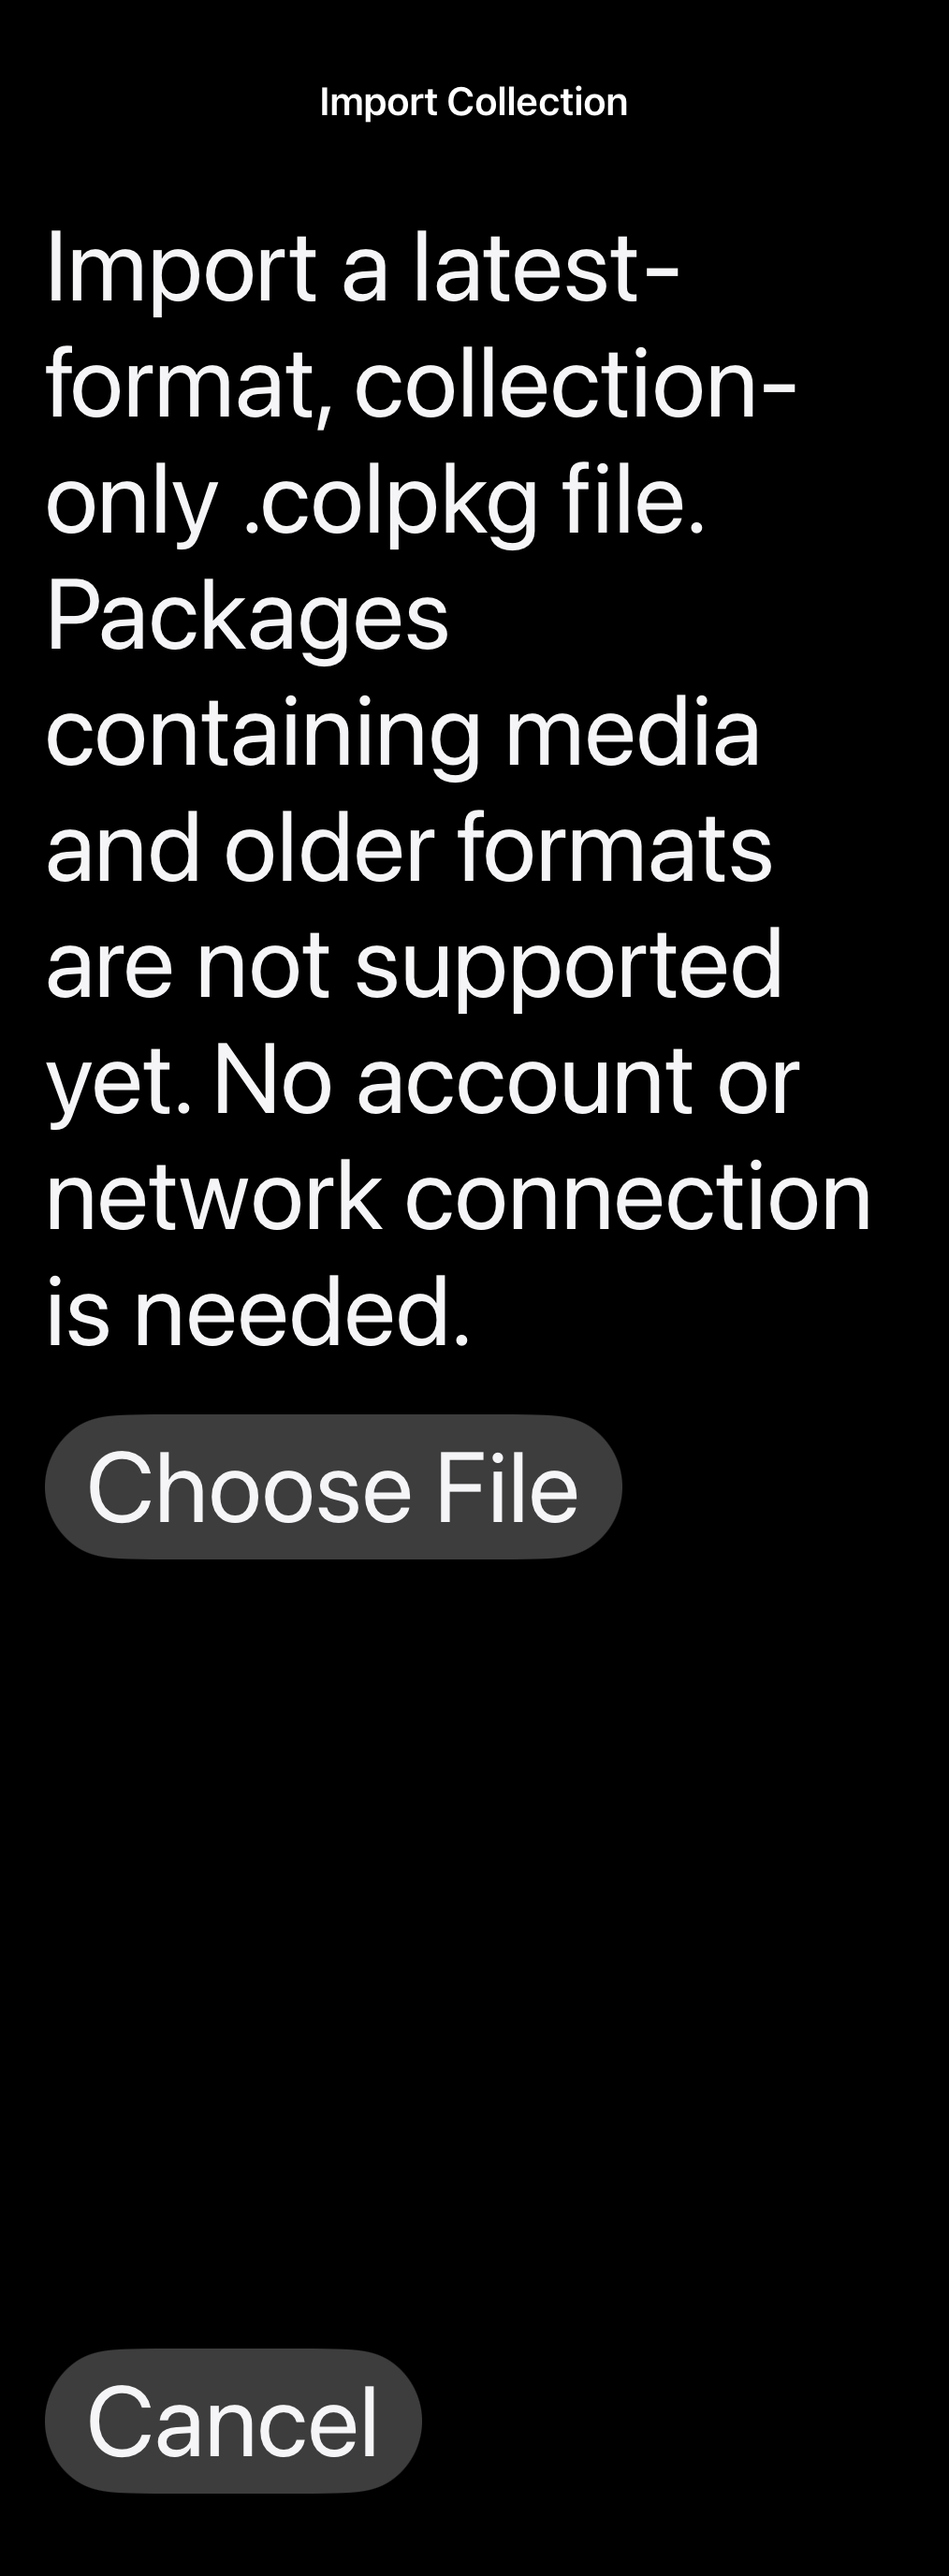 Import Collection
Import a latest-
format, collection-
only .colpkg file.
Packages
containing media
and older formats
are not supported
yet. No account or
network connection
is needed.
Choose File
Cancel